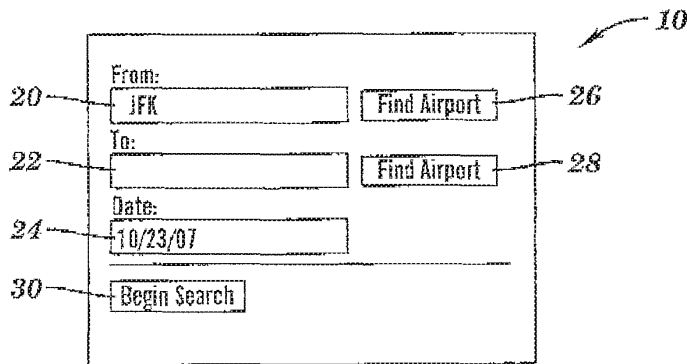 10
From:
20 JFK Find Airport 26
To:
22 Find Airport 28
Date:
24 10/23/07
30 Begin Search